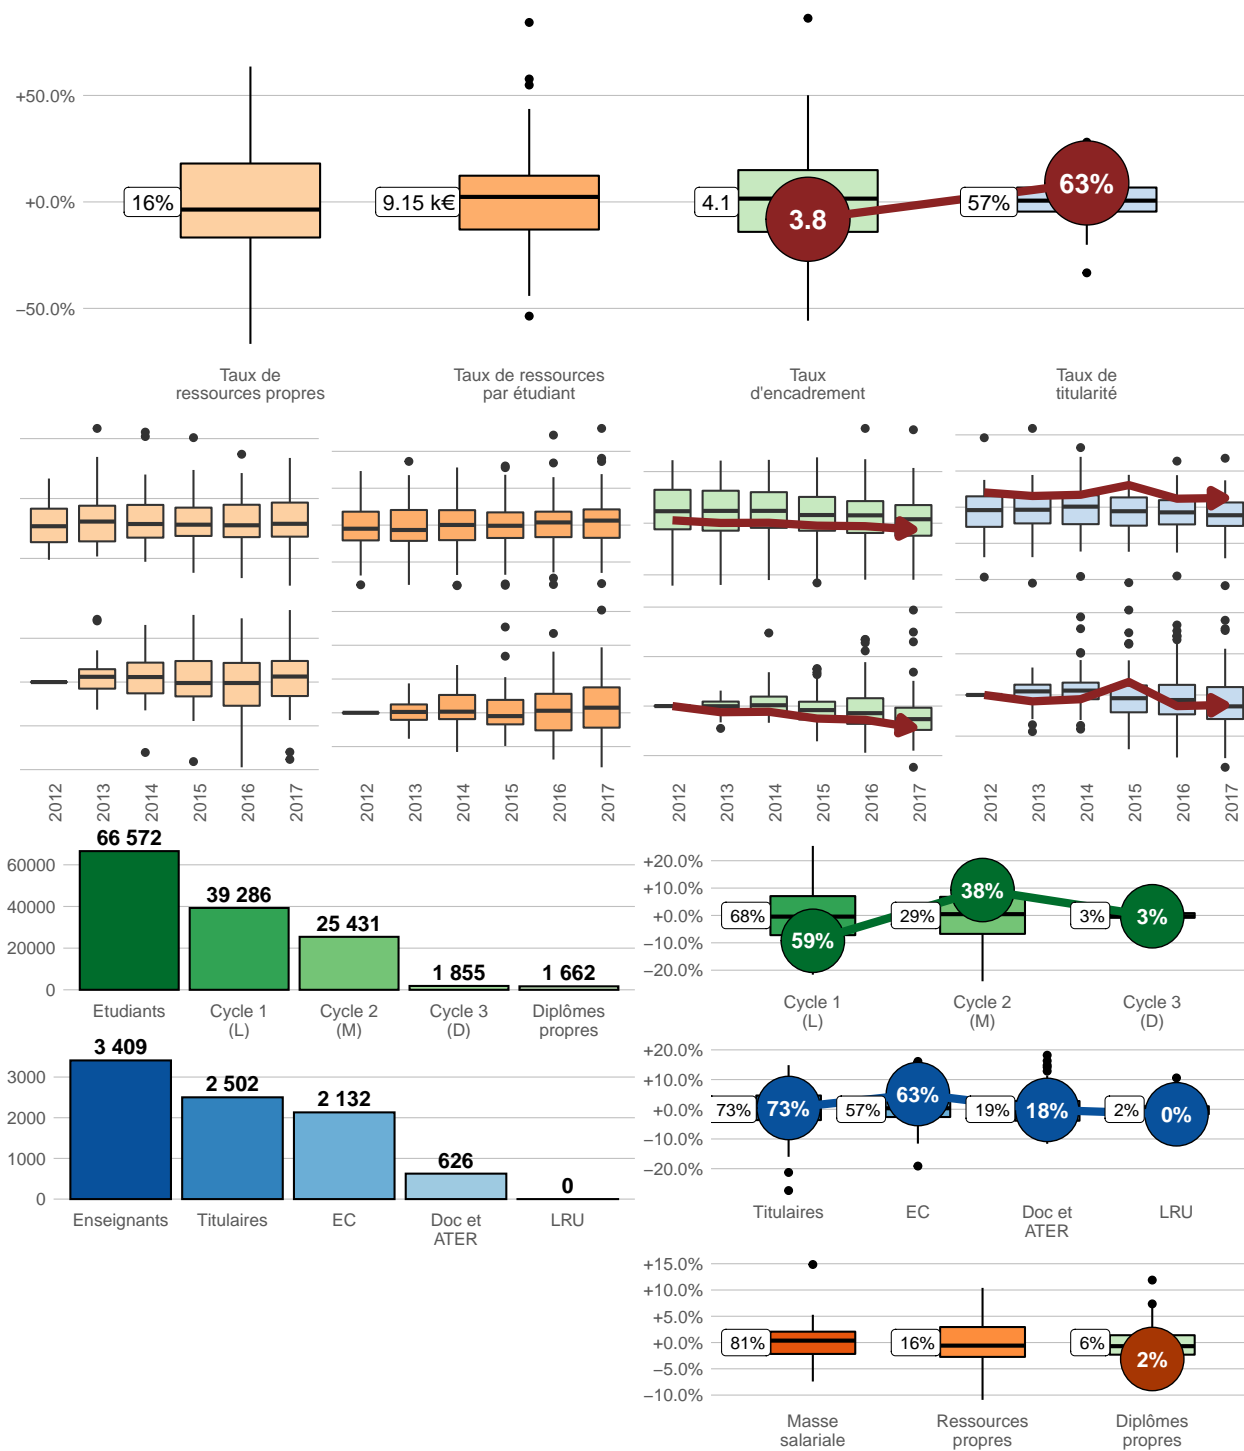 +50.0%
+0.0%
−50.0%
16%
9.15 k€
4.1
3.8
57%
63%
Taux de
ressources propres
Taux de ressources
par étudiant
Taux
d'encadrement
Taux de
titularité
2012
2013
2014
2015
2016
2017
2012
2013
2014
2015
2016
2017
2012
2013
2014
2015
2016
2017
2012
2013
2014
2015
2016
2017
60000
40000
20000
0
66 572
39 286
25 431
1 855
1 662
Etudiants
Cycle 1
(L)
Cycle 2
(M)
Cycle 3
(D)
Diplômes
propres
+20.0%
+10.0%
+0.0%
−10.0%
−20.0%
68%
59%
29%
38%
3%
3%
Cycle 1
(L)
Cycle 2
(M)
Cycle 3
(D)
3000
2000
1000
0
3 409
2 502
2 132
626
0
Enseignants
Titulaires
EC
Doc et
ATER
LRU
+20.0%
+10.0%
+0.0%
−10.0%
−20.0%
73%
73%
57%
63%
19%
18%
2%
0%
Titulaires
EC
Doc et
ATER
LRU
+15.0%
+10.0%
+5.0%
+0.0%
−5.0%
−10.0%
81%
16%
6%
2%
Masse
salariale
Ressources
propres
Diplômes
propres